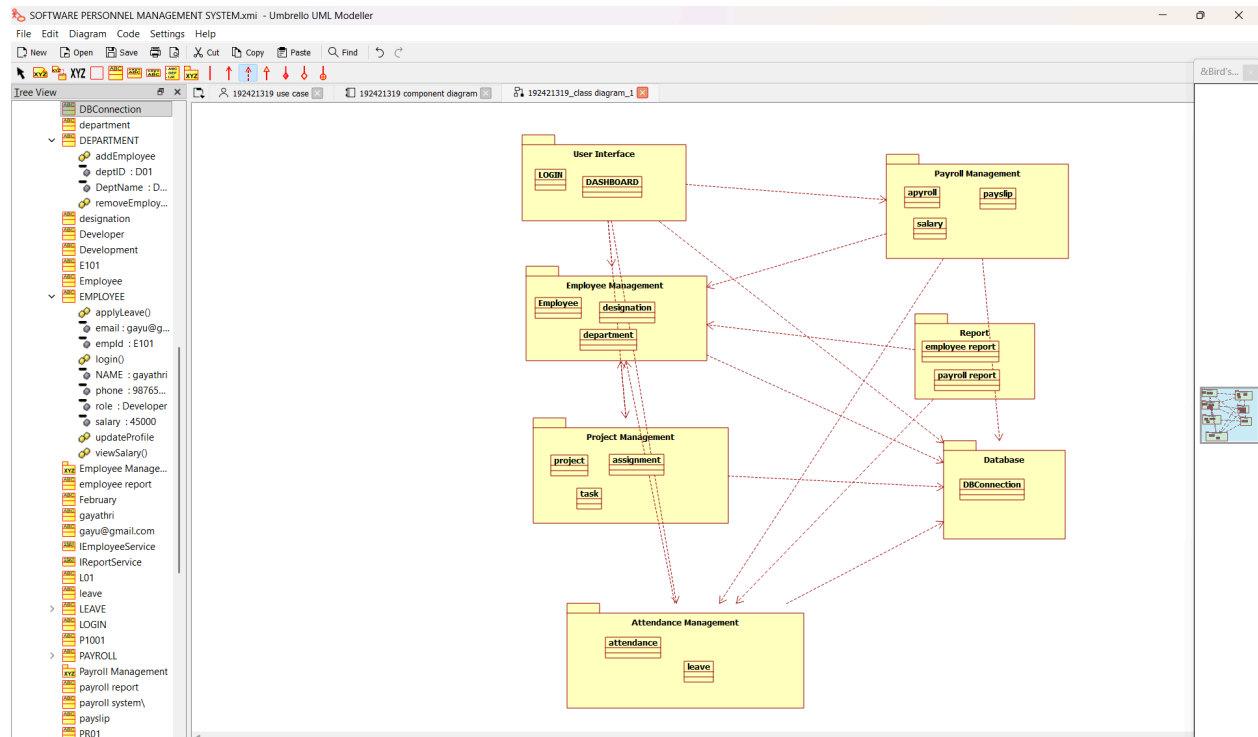 SOFTWARE PERSONNEL MANAGEMENT SYSTEM.xmi - Umbrello UML Modeller
File Edit Diagram Code Settings Help
New Open Save Cut Copy Paste Find
XYZ
&Bird's...
Tree View
192421319 use case
192421319 component diagram
192421319_class diagram_1
DBConnection
department
DEPARTMENT
addEmployee
deptID : D01
DeptName : D...
removeEmploy...
designation
Developer
Development
E101
Employee
EMPLOYEE
applyLeave()
email : gayu@g...
empId : E101
login()
NAME : gayathri
phone : 98765...
role : Developer
salary : 45000
updateProfile
viewSalary()
Employee Manage...
employee report
February
gayathri
gayu@gmail.com
IEmployeeService
IReportService
L01
leave
LEAVE
LOGIN
P1001
PAYROLL
Payroll Management
payroll report
payroll system\
payslip
PR01
User Interface
LOGIN
DASHBOARD
Payroll Management
apyroll
payslip
salary
Employee Management
Employee
designation
department
Report
employee report
payroll report
Project Management
project
assignment
task
Database
DBConnection
Attendance Management
attendance
leave